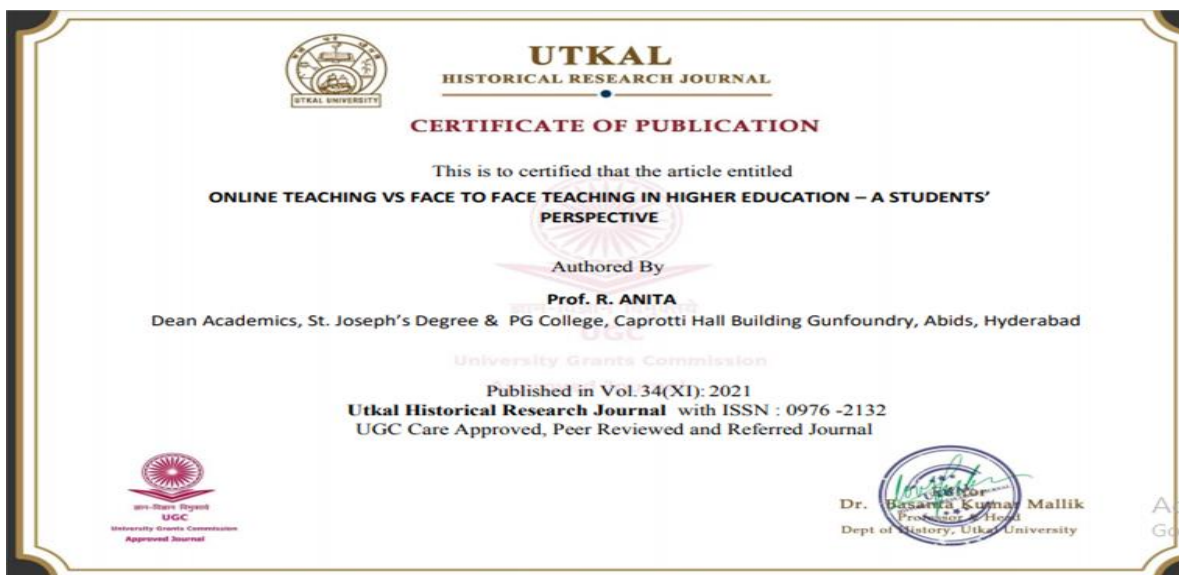 UTKAL UNIVERSITY
UTKAL
HISTORICAL RESEARCH JOURNAL
CERTIFICATE OF PUBLICATION
This is to certified that the article entitled
ONLINE TEACHING VS FACE TO FACE TEACHING IN HIGHER EDUCATION – A STUDENTS’
PERSPECTIVE
Authored By
Prof. R. ANITA
Dean Academics, St. Joseph’s Degree & PG College, Caprotti Hall Building Gunfoundry, Abids, Hyderabad
UGC
University Grants Commission
Published in Vol.34(XI): 2021
Utkal Historical Research Journal with ISSN : 0976 -2132
UGC Care Approved, Peer Reviewed and Referred Journal
ज्ञान-विज्ञान विमुक्तये
UGC
University Grants Commission
Approved Journal
Editor
Dr. Basanta Kumar Mallik
Professor & Head
Dept of History, Utkal University